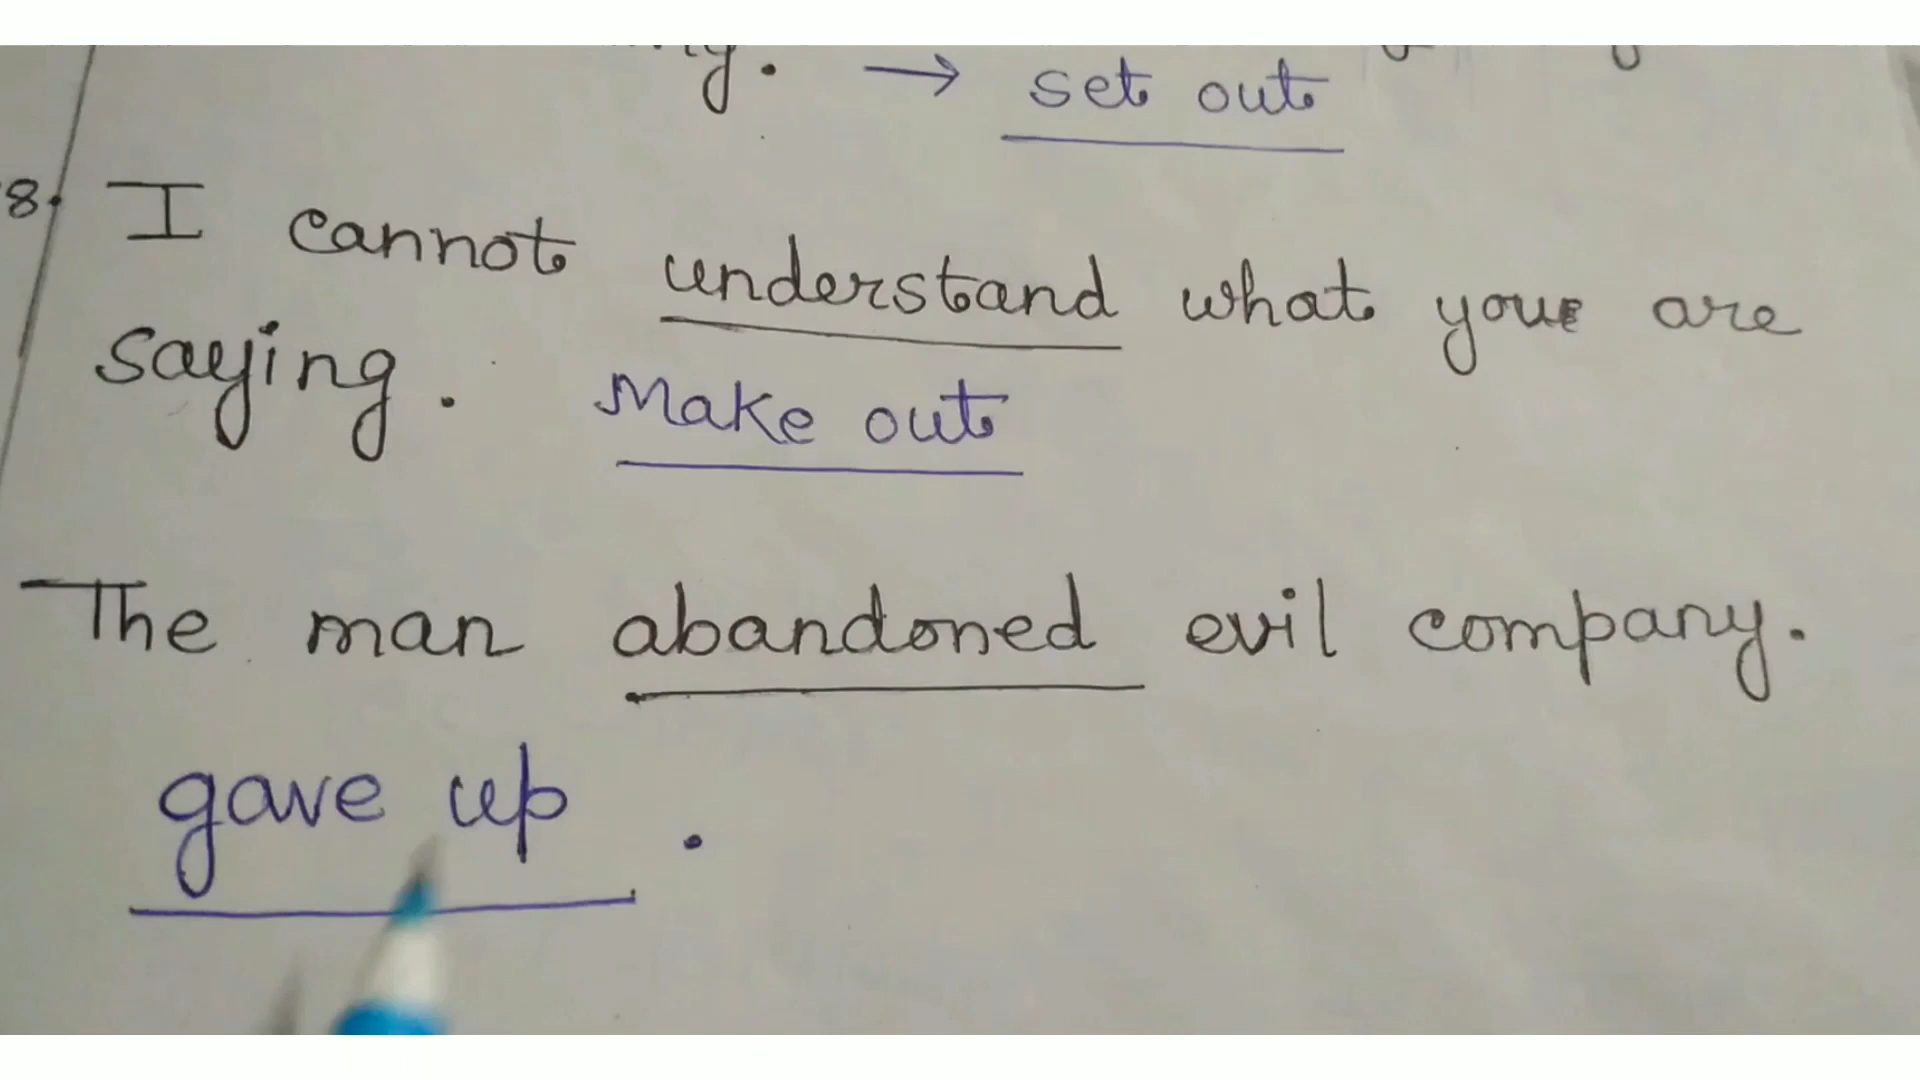 → set out
8. I cannot understand what you are
saying. Make out
The man abandoned evil company.
gave up.